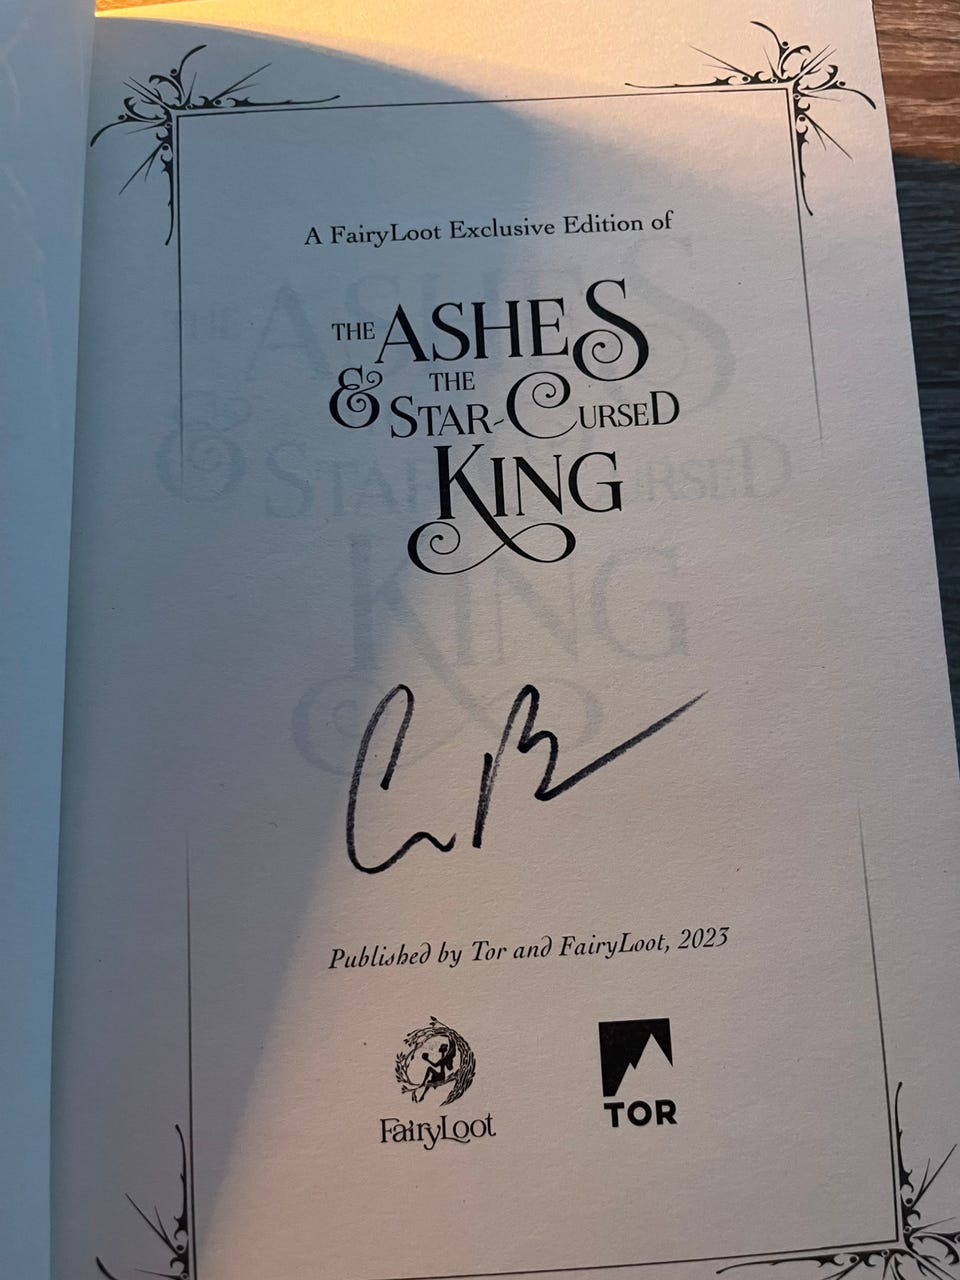 A FairyLoot Exclusive Edition of
THE ASHES
& THE
STAR-CURSED
KING
Published by Tor and FairyLoot, 2023
FairyLoot
TOR